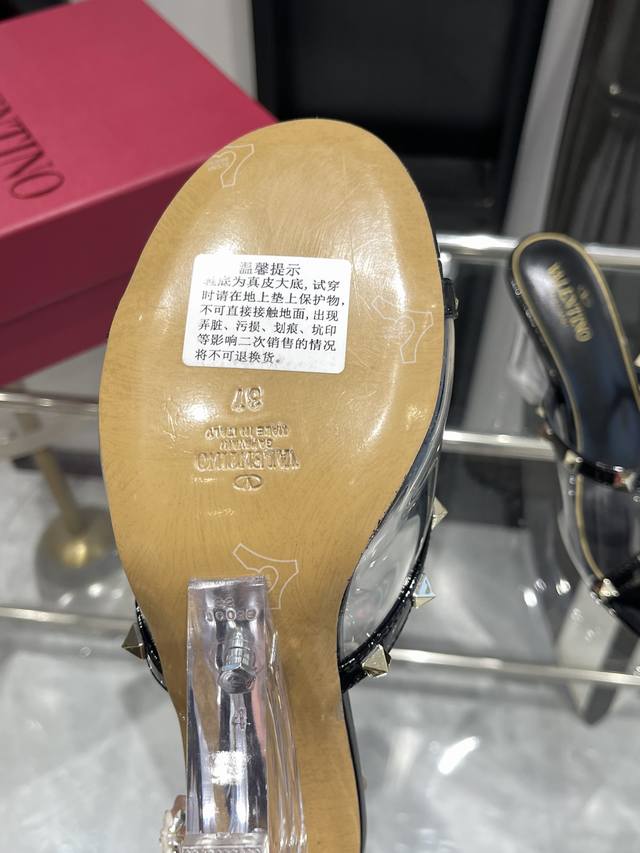 VALENTINO
温馨提示
鞋底为真皮大底,试穿
时请在地上垫上保护物,
不可直接接触地面,出现
弄脏、污损、划痕、坑印
等影响二次销售的情况
将不可退换货。
37
MADE IN ITALY
GARAVANI
VALENTINO
4
VALENTINO